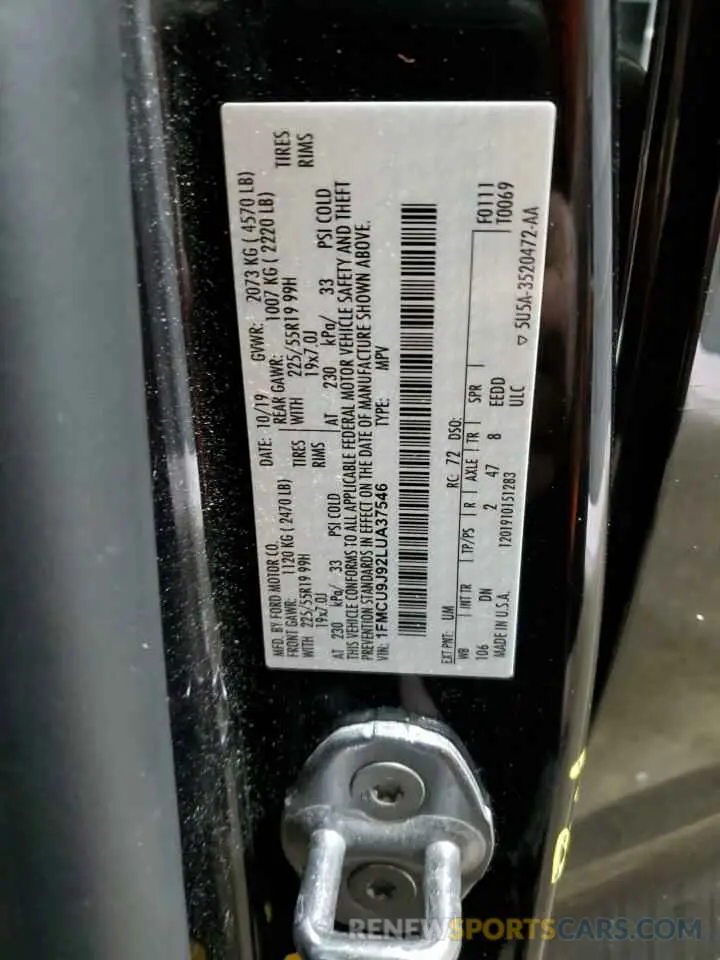 MFD. BY FORD MOTOR CO.
DATE: 10/19 GVWR: 2073 KG ( 4570 LB)
FRONT GAWR: 1120 KG ( 2470 LB) REAR GAWR: 1007 KG ( 2220 LB)
WITH 225/55R19 99H TIRES WITH 225/55R19 99H TIRES
19x7.0J RIMS 19x7.0J RIMS
AT 230 kPa/ 33 PSI COLD AT 230 kPa/ 33 PSI COLD
THIS VEHICLE CONFORMS TO ALL APPLICABLE FEDERAL MOTOR VEHICLE SAFETY AND THEFT
PREVENTION STANDARDS IN EFFECT ON THE DATE OF MANUFACTURE SHOWN ABOVE.
VIN: 1FMCU9J92LUA37546 TYPE: MPV
EXT PNT: UM RC: 72 DSO: F0111
WB INT TR TP/PS R AXLE TR SPR T0069
106 DN 2 47 8 EEDD
MADE IN U.S.A. 1201910151283 ULC ▽ 5U5A-3520472-AA
RENEWSPORTSCARS.COM